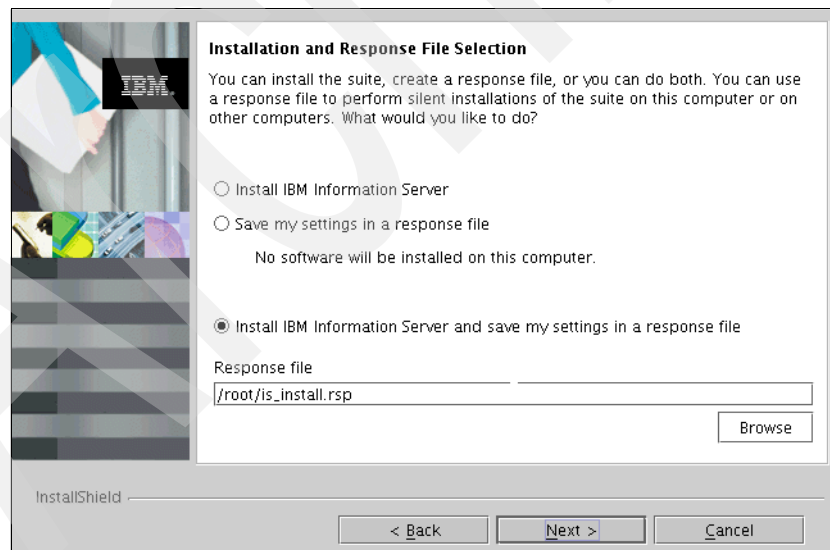 IBM.
Installation and Response File Selection
You can install the suite, create a response file, or you can do both. You can use
a response file to perform silent installations of the suite on this computer or on
other computers. What would you like to do?
Install IBM Information Server
Save my settings in a response file
No software will be installed on this computer.
Install IBM Information Server and save my settings in a response file
Response file
/root/is_install.rsp
Browse
InstallShield
< Back
Next >
Cancel